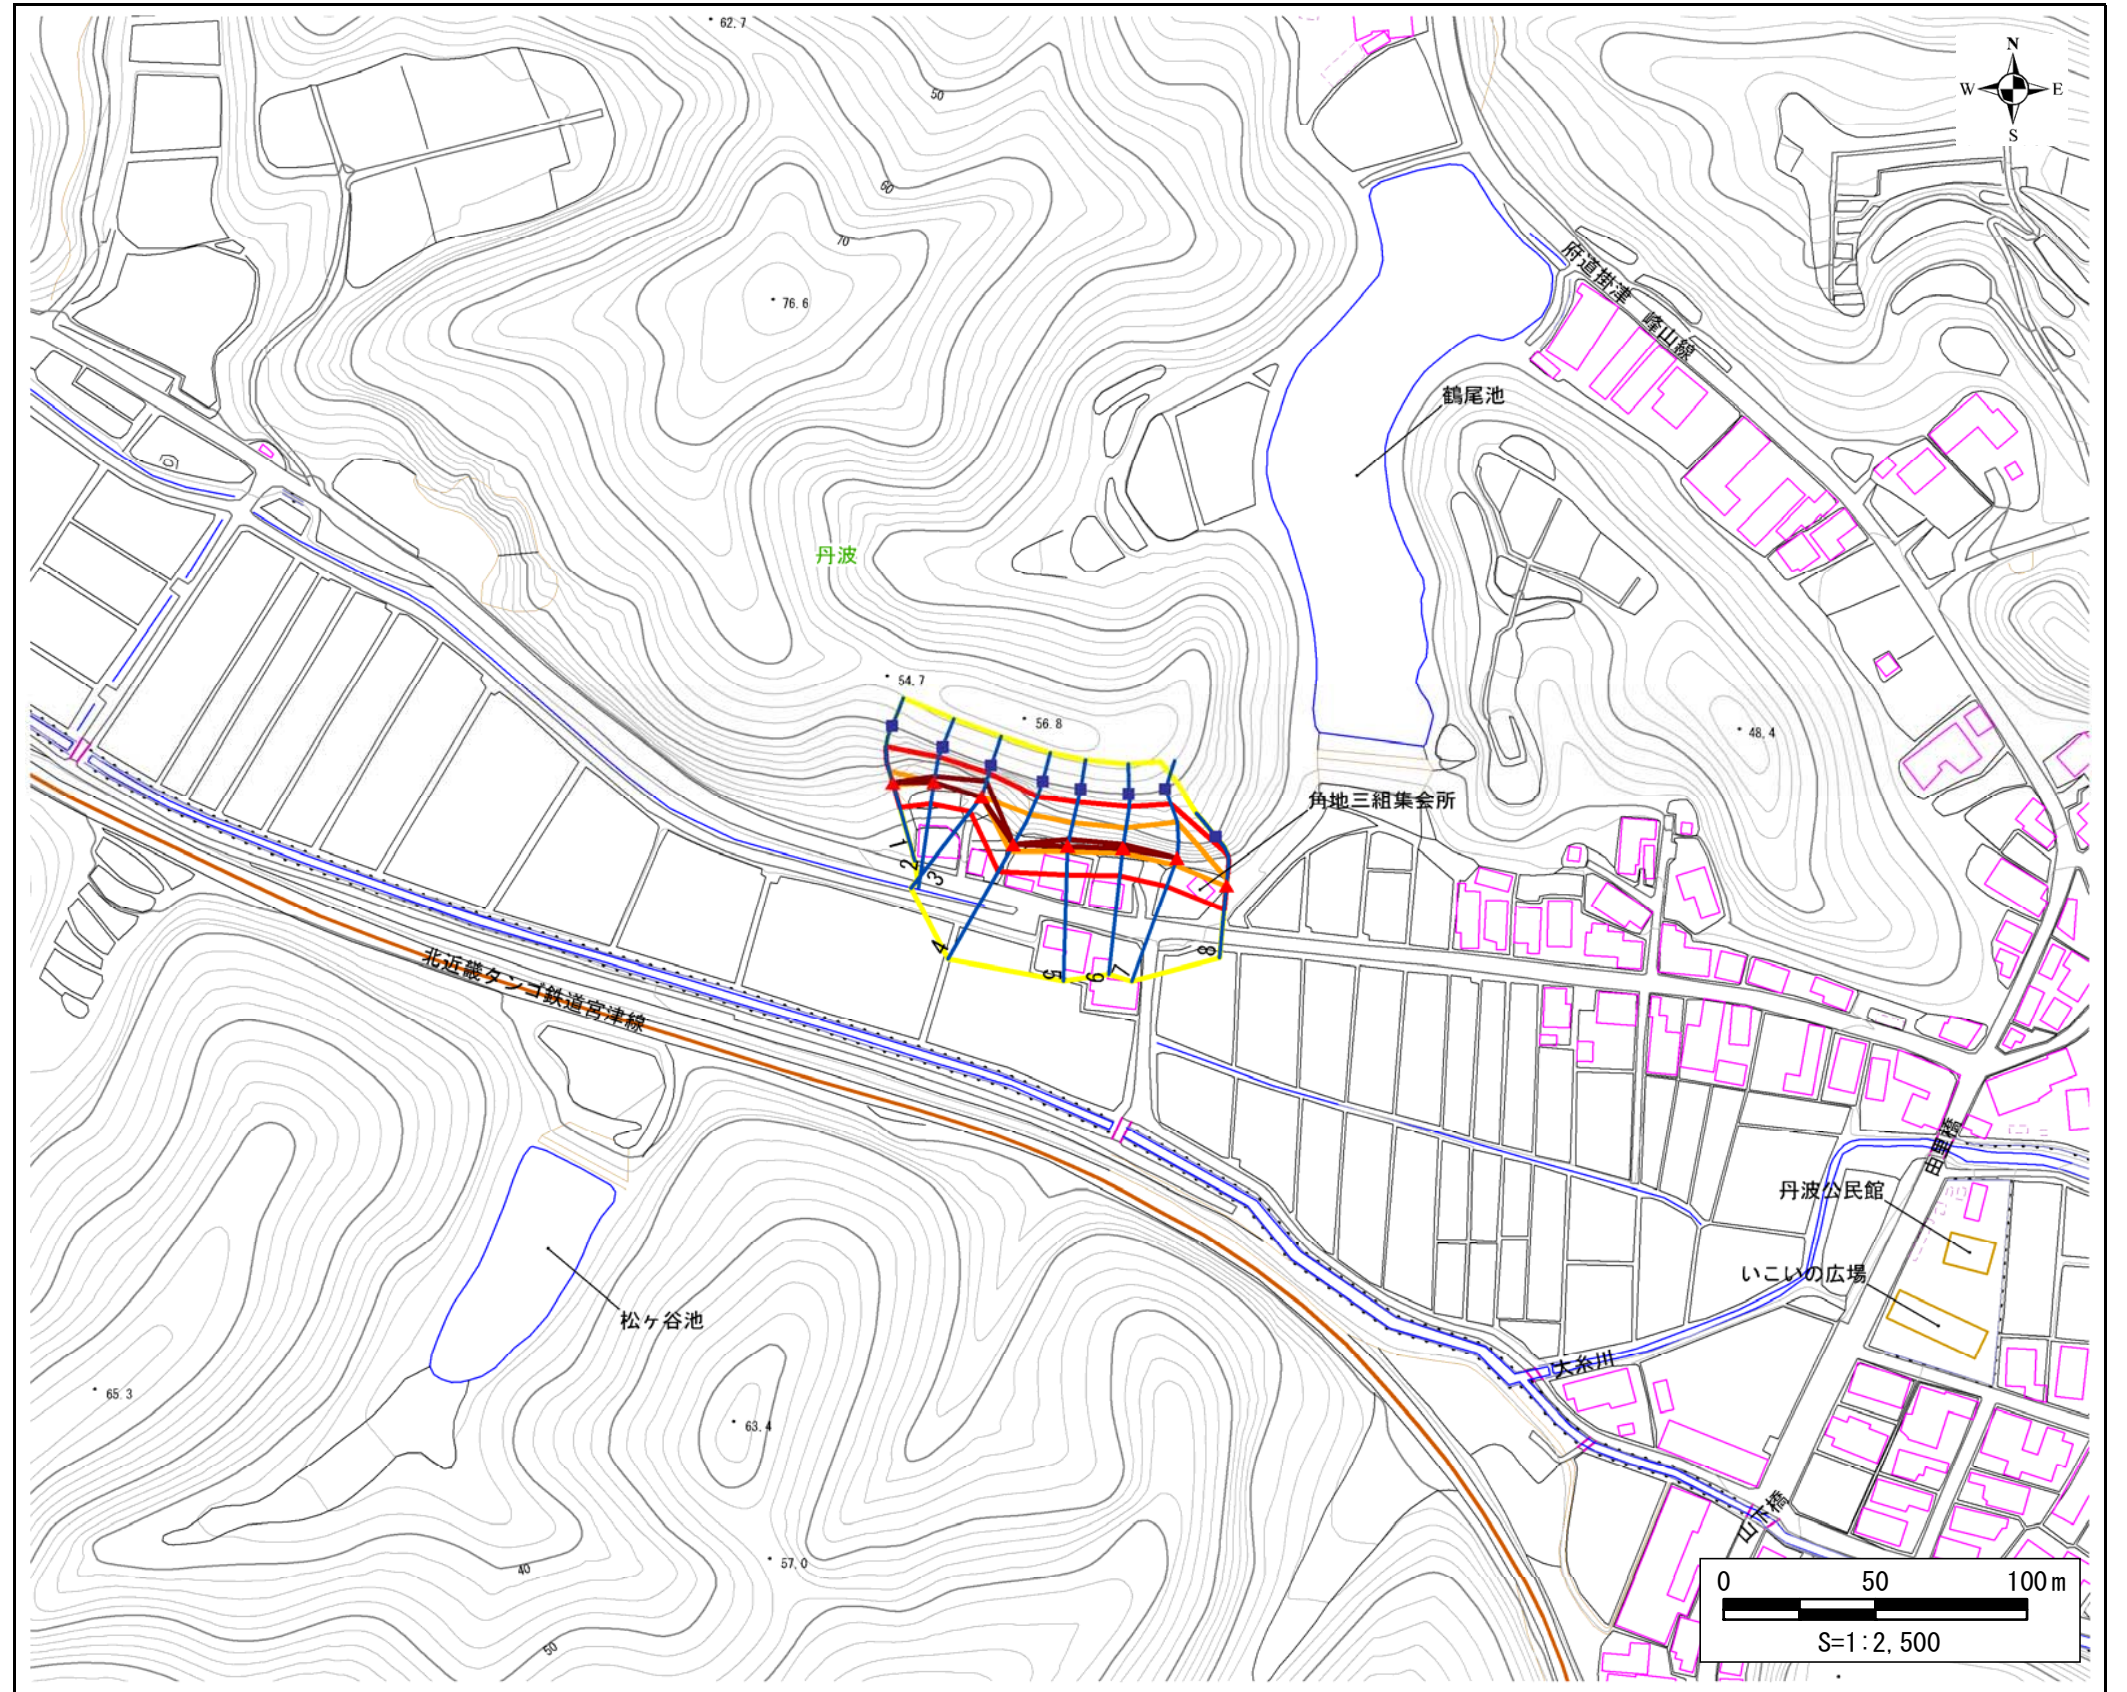 62.7
N
W E
S
50
60
70
76.6
府道掛津
峰山線
鶴尾池
丹波
54.7
56.8
48.4
角地三組集会所
1
2
3
4
5
6
7
8
北近畿タンゴ鉄道宮津線
由里橋
丹波公民館
いこいの広場
松ヶ谷池
大糸川
65.3
63.4
山本橋
57.0
40
50
0 50 100m
S=1:2,500